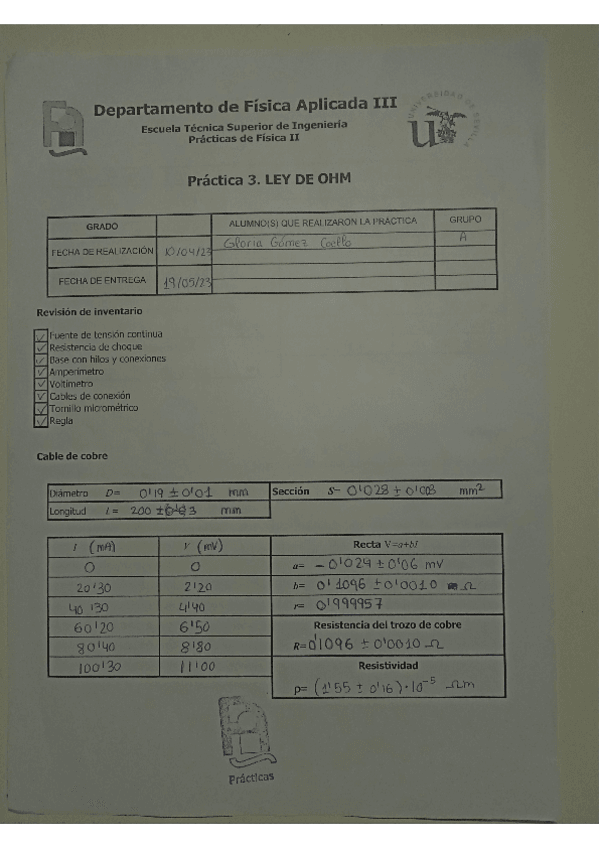 Departamento de Física Aplicada III
Escuela Técnica Superior de Ingeniería
Prácticas de Física II
UNIVERSIDAD DE SEVILLA
Práctica 3. LEY DE OHM
GRADO ALUMNO(S) QUE REALIZARON LA PRACTICA GRUPO
FECHA DE REALIZACIÓN 10/04/23 Gloria Gómez Coello A
FECHA DE ENTREGA 19/05/23
Revisión de inventario
Fuente de tensión continua
Resistencia de choque
Base con hilos y conexiones
Amperímetro
Voltímetro
Cables de conexión
Tornillo micrométrico
Regla
Cable de cobre
Diámetro D= 0'19 ± 0'01 mm Sección S= 0'028 ± 0'003 mm²
Longitud l = 200 ± 3 mm
I (mA) V (mV) Recta V=a+bI
0 0 a= - 0'024 ± 0'06 mV
20'30 2'20 b= 0'1096 ± 0'0010 Ω
40'30 4'40 r= 0'999957
60'20 6'50 Resistencia del trozo de cobre
80'40 8'80 R=0'1096 ± 0'0010 Ω
100'30 11'00 Resistividad
ρ= (1'55 ± 0'16)·10⁻⁵ Ωm
Prácticas